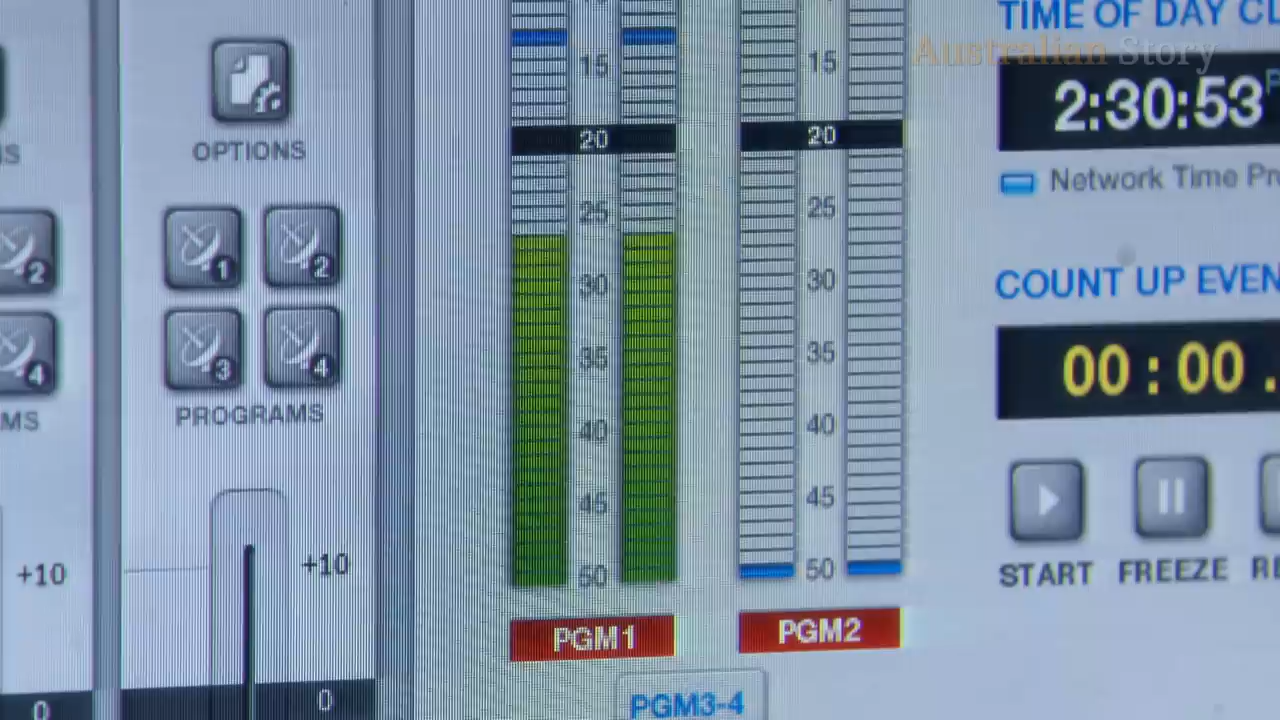 TIME OF DAY CL
Australian Story
2:30:53
Network Time Pr
OPTIONS
15
15
20
20
25
25
30
30
35
35
40
40
45
45
50
50
COUNT UP EVEN
00:00.
1
2
3
4
PROGRAMS
2
4
MS
+10
+10
0
0
START
FREEZE
RE
PGM1
PGM2
PGM3-4